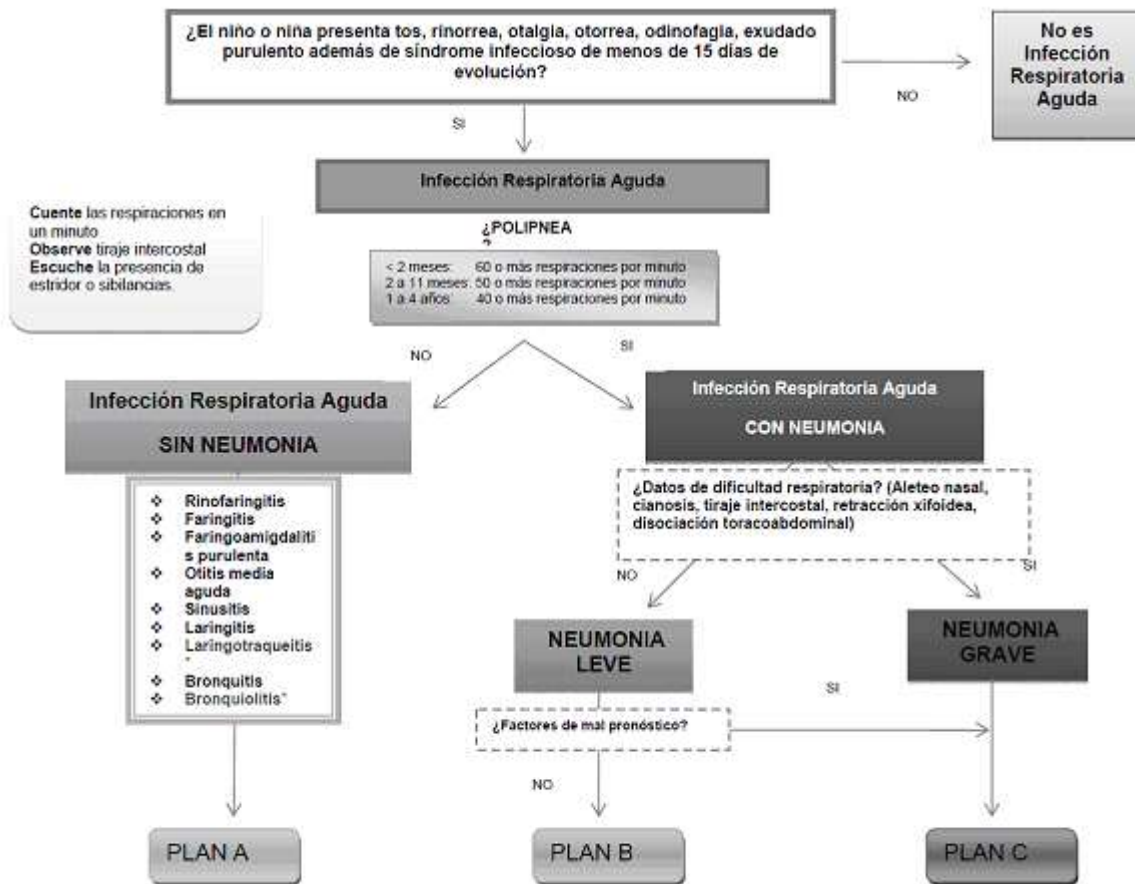 ¿El niño o niña presenta tos, rinorrea, otalgia, otorrea, odinofagia, exudado
purulento además de síndrome infeccioso de menos de 15 días de
evolución?
No es
Infección
Respiratoria
Aguda
NO
SI
Infección Respiratoria Aguda
Cuente las respiraciones en
un minuto
Observe tiraje intercostal
Escuche la presencia de
estridor o sibilancias.
¿POLIPNEA
?
< 2 meses: 60 o más respiraciones por minuto
2 a 11 meses: 50 o más respiraciones por minuto
1 a 4 años: 40 o más respiraciones por minuto
NO
SI
Infección Respiratoria Aguda
SIN NEUMONIA
Infección Respiratoria Aguda
CON NEUMONIA
❖ Rinofaringitis
❖ Faringitis
❖ Faringoamigdaliti
s purulenta
❖ Otitis media
aguda
❖ Sinusitis
❖ Laringitis
❖ Laringotraqueitis
*
❖ Bronquitis
❖ Bronquiolitis*
¿Datos de dificultad respiratoria? (Aleteo nasal,
cianosis, tiraje intercostal, retracción xifoidea,
disociación toracoabdominal)
NO
SI
NEUMONIA
LEVE
NEUMONIA
GRAVE
SI
¿Factores de mal pronóstico?
NO
PLAN A
PLAN B
PLAN C